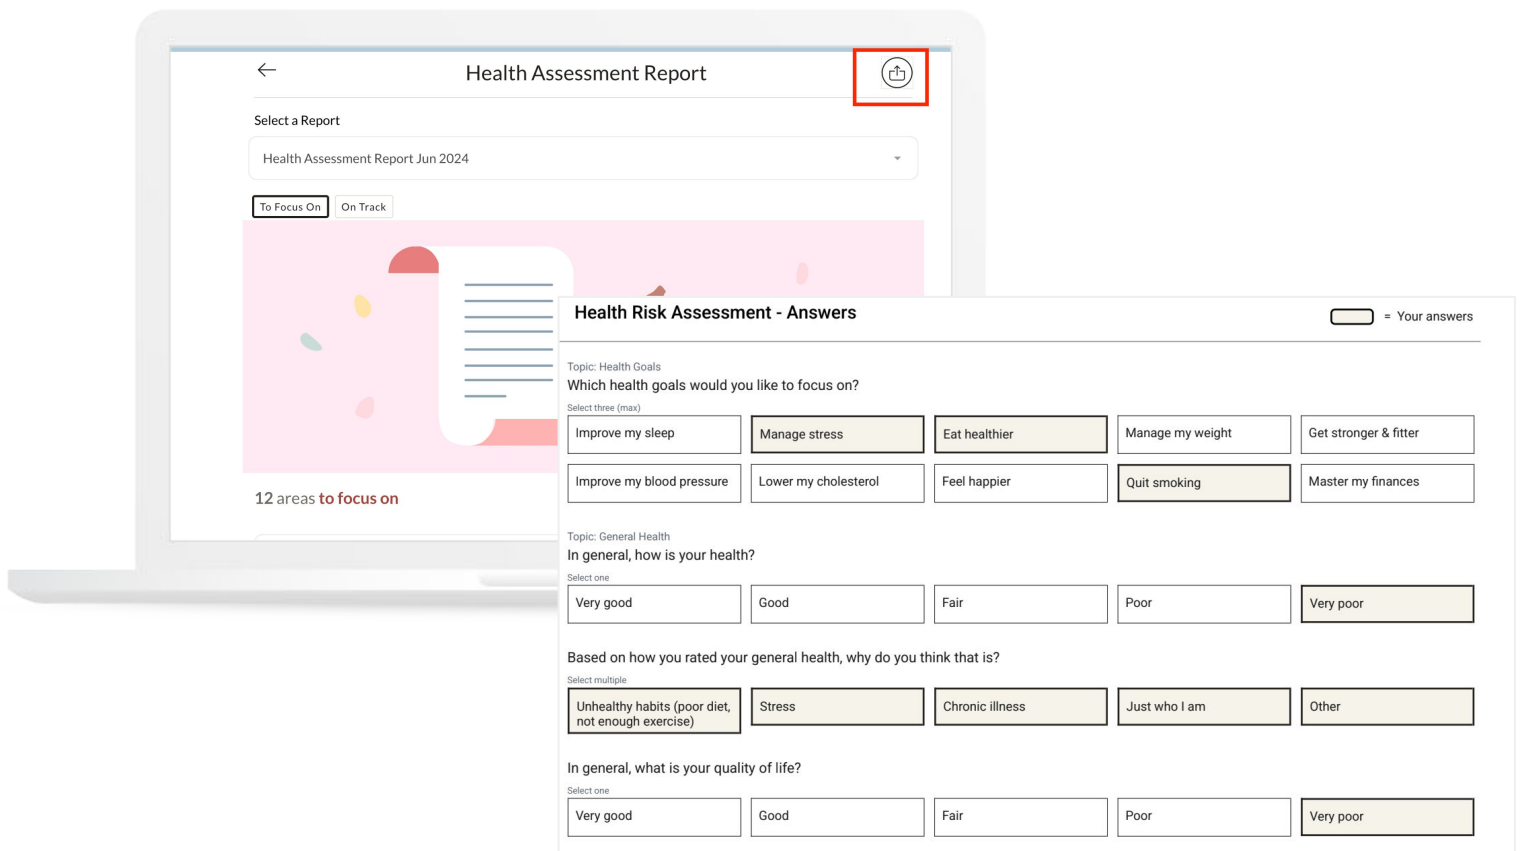 Health Assessment Report
Select a Report
Health Assessment Report Jun 2024
To Focus On
On Track
12 areas to focus on
Health Risk Assessment - Answers
= Your answers
Topic: Health Goals
Which health goals would you like to focus on?
Select three (max)
Improve my sleep
Manage stress
Eat healthier
Manage my weight
Get stronger & fitter
Improve my blood pressure
Lower my cholesterol
Feel happier
Quit smoking
Master my finances
Topic: General Health
In general, how is your health?
Select one
Very good
Good
Fair
Poor
Very poor
Based on how you rated your general health, why do you think that is?
Select multiple
Unhealthy habits (poor diet,
not enough exercise)
Stress
Chronic illness
Just who I am
Other
In general, what is your quality of life?
Select one
Very good
Good
Fair
Poor
Very poor